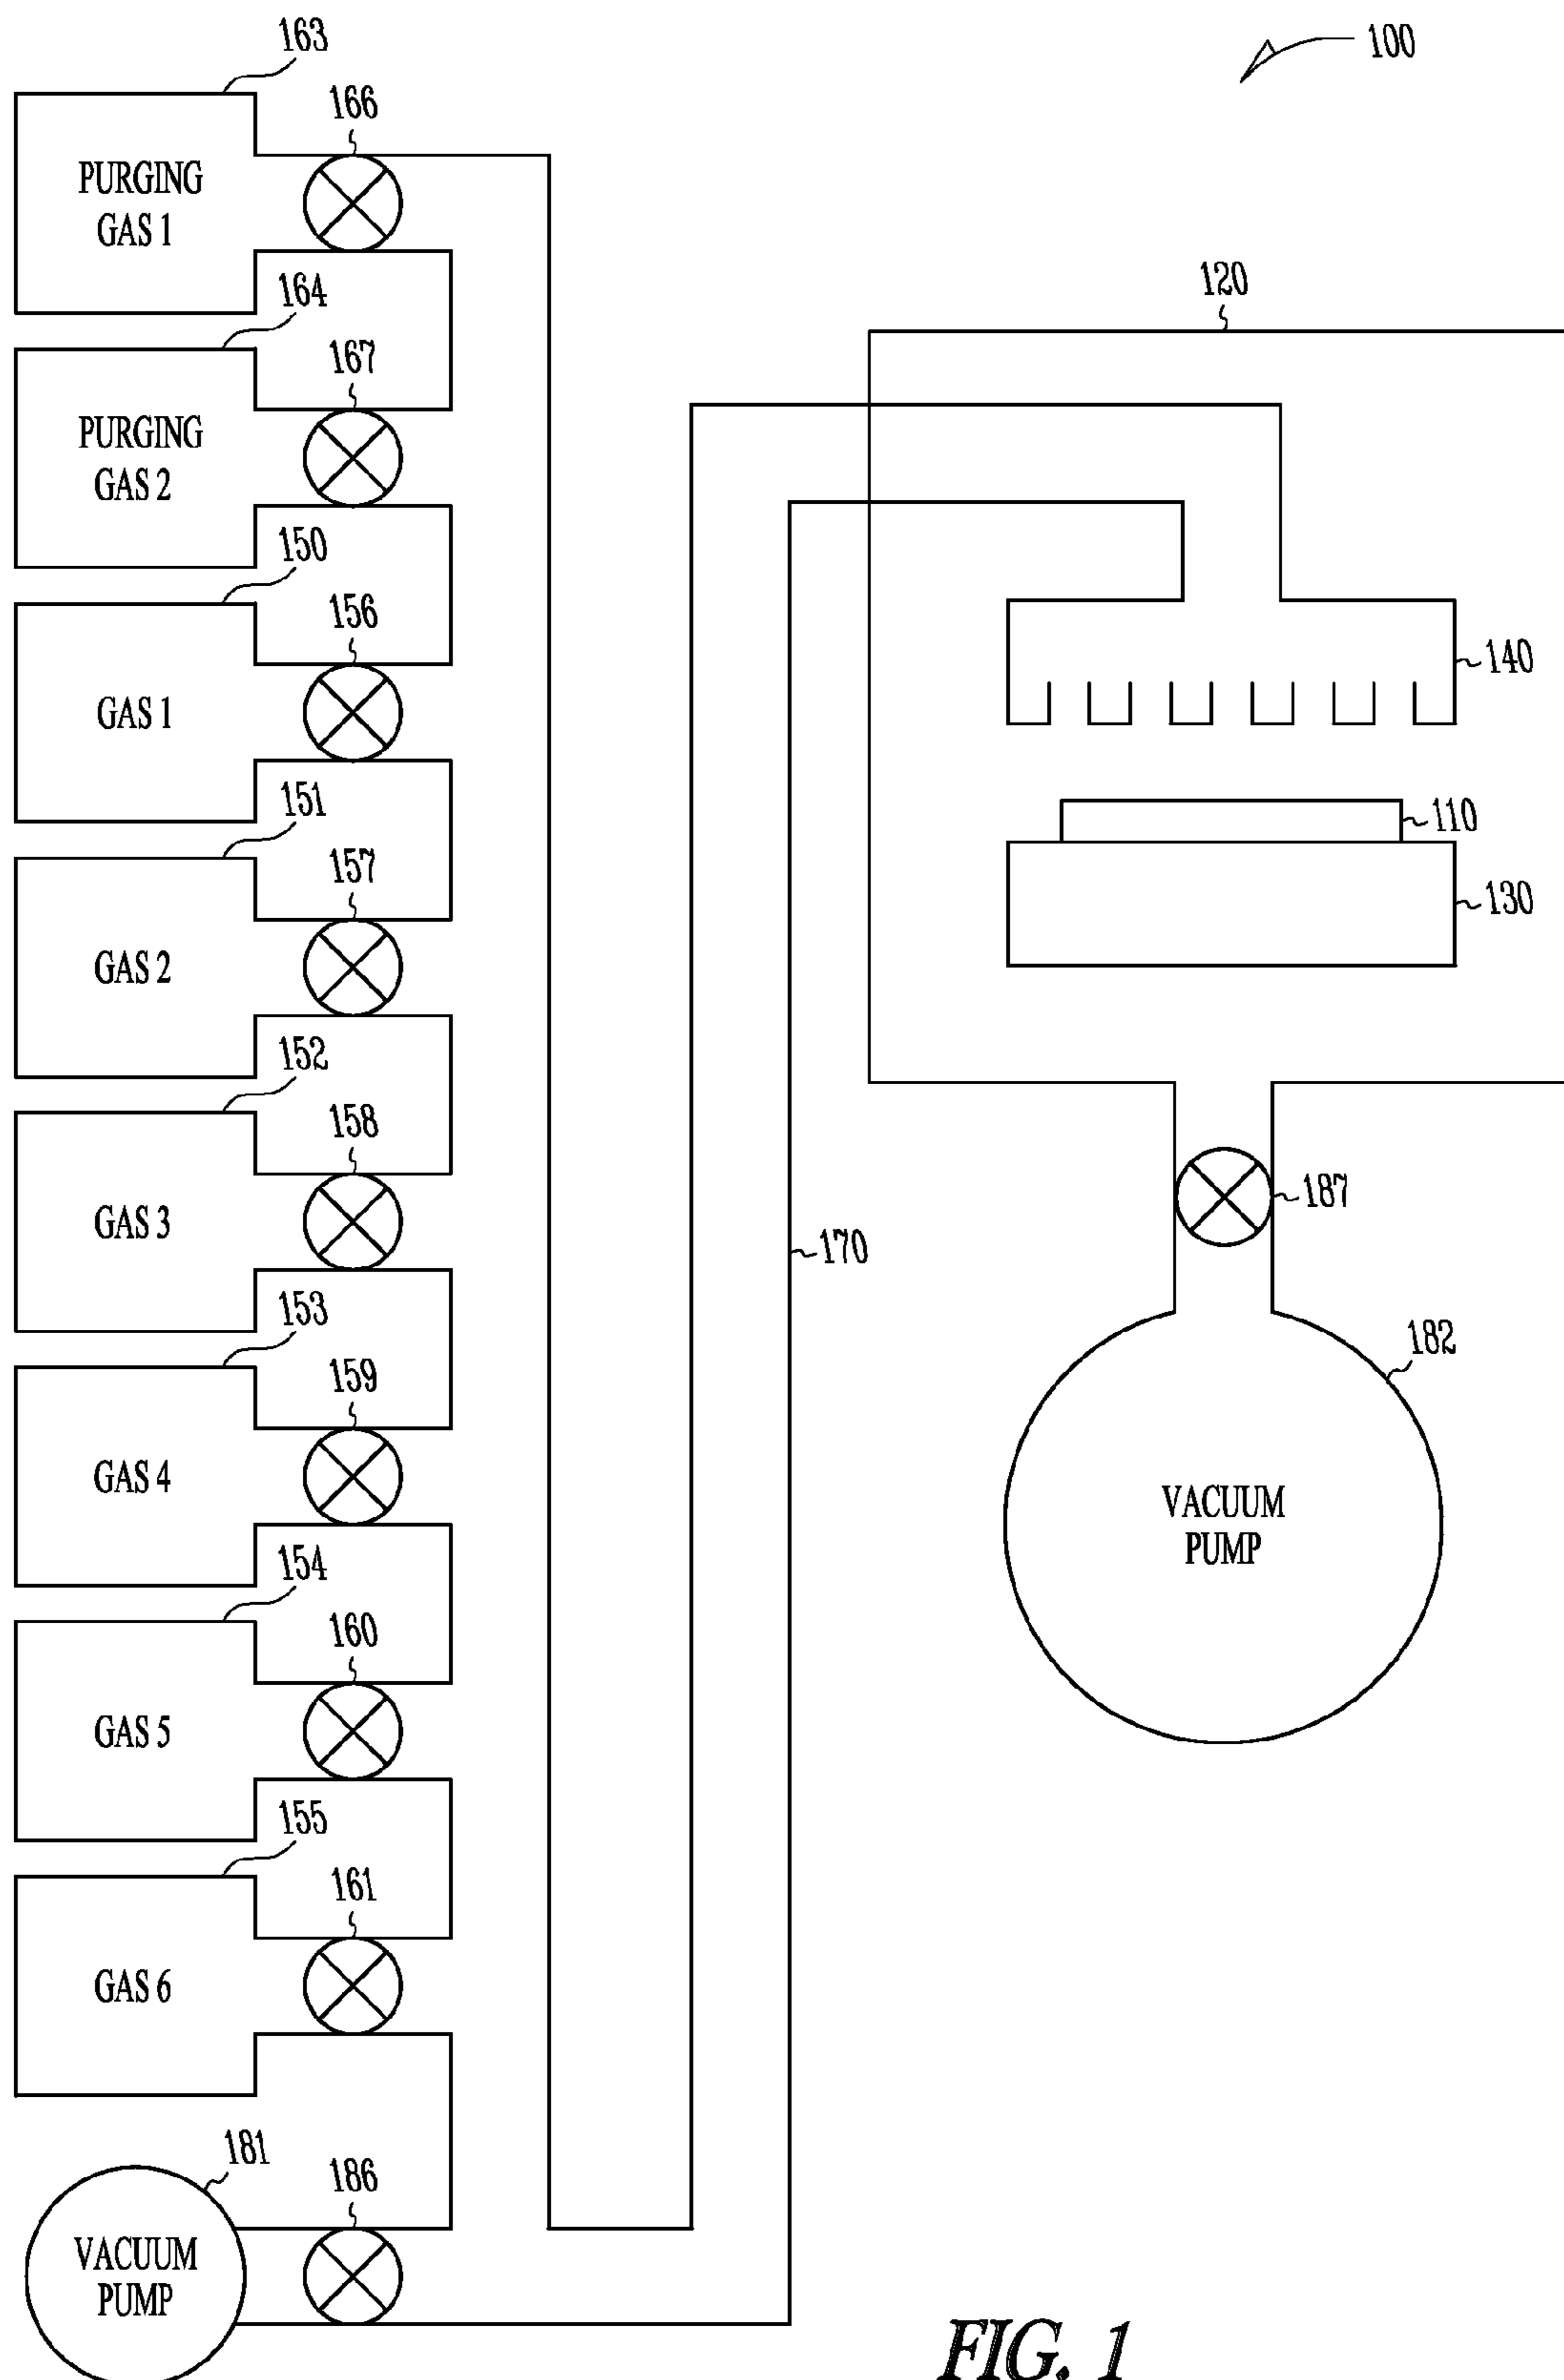 163
100
166
PURGING
GAS 1
164
120
167
PURGING
GAS 2
150
156
140
GAS 1
151
110
157
130
GAS 2
152
158
187
GAS 3
170
153
182
159
GAS 4
VACUUM
PUMP
154
160
GAS 5
155
161
GAS 6
181
186
VACUUM
PUMP
FIG. 1